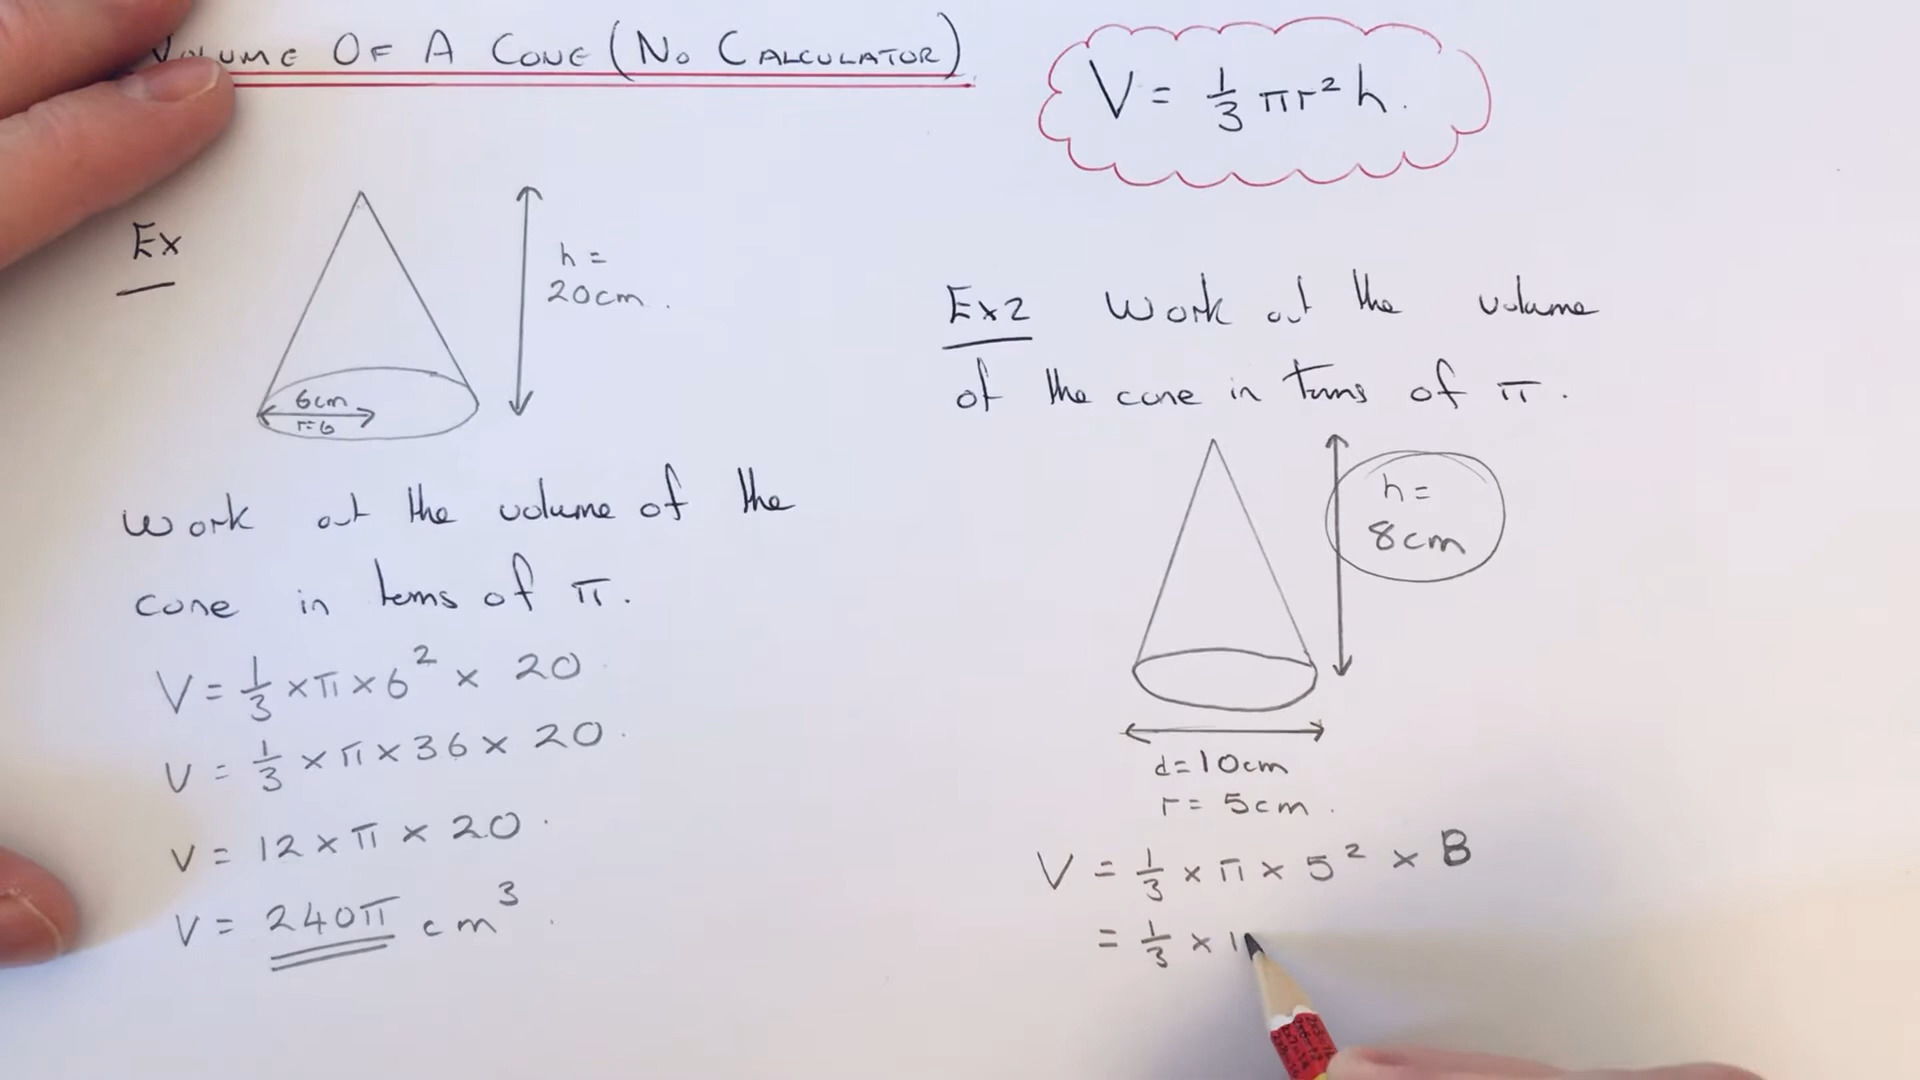 VOLUME OF A CONE (NO CALCULATOR)
V = 1/3 πr² h.
Ex
h =
20cm.
6cm
r=6
Work out the volume of the
cone in terms of π.
V = 1/3 × π × 6² × 20
V = 1/3 × π × 36 × 20
V = 12 × π × 20
V = 240π cm³
Ex2 Work out the volume
of the cone in terms of π.
h =
8cm
d = 10cm
r = 5cm
V = 1/3 × π × 5² × 8
= 1/3 ×